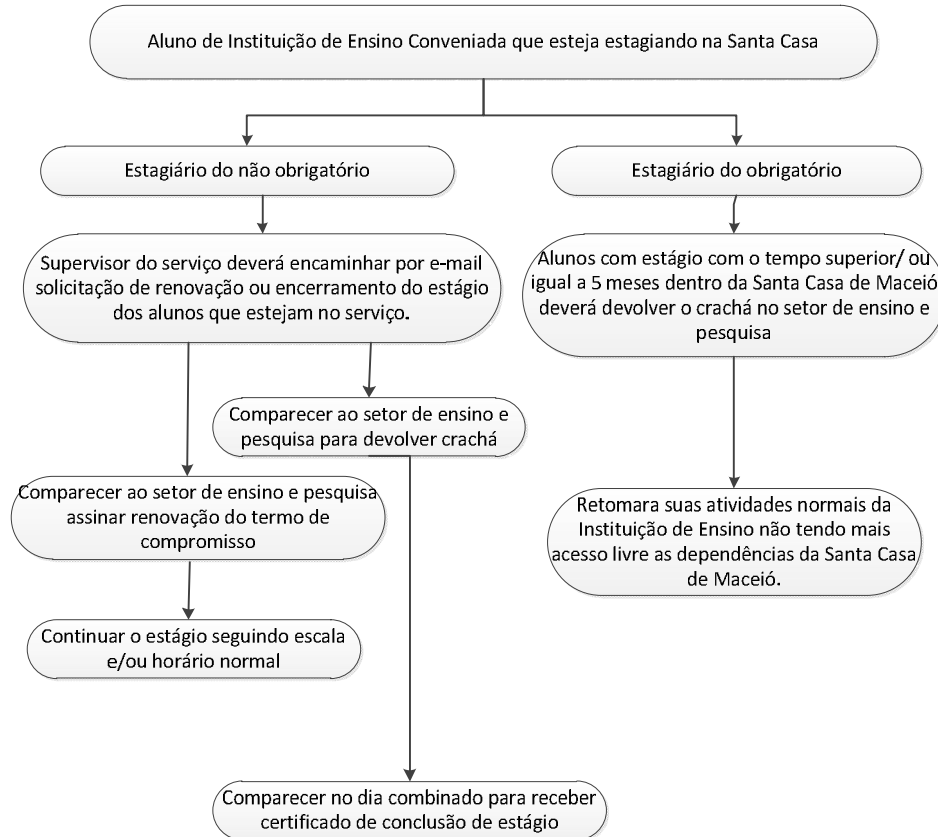 Aluno de Instituição de Ensino Conveniada que esteja estagiando na Santa Casa
Estagiário do não obrigatório
Estagiário do obrigatório
Supervisor do serviço deverá encaminhar por e-mail
solicitação de renovação ou encerramento do estágio
dos alunos que estejam no serviço.
Alunos com estágio com o tempo superior/ ou
igual a 5 meses dentro da Santa Casa de Maceió
deverá devolver o crachá no setor de ensino e
pesquisa
Comparecer ao setor de ensino e
pesquisa para devolver crachá
Comparecer ao setor de ensino e pesquisa
assinar renovação do termo de
compromisso
Retomara suas atividades normais da
Instituição de Ensino não tendo mais
acesso livre as dependências da Santa Casa
de Maceió.
Continuar o estágio seguindo escala
e/ou horário normal
Comparecer no dia combinado para receber
certificado de conclusão de estágio